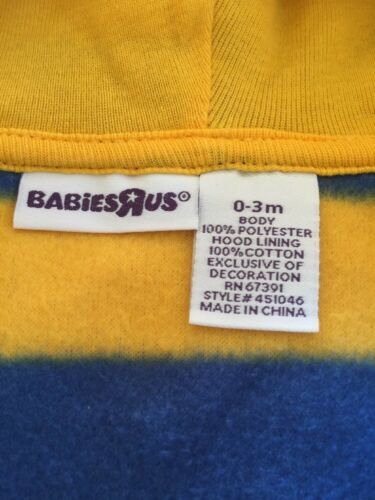 BABIESRUS®
0-3m
BODY
100% POLYESTER
HOOD LINING
100% COTTON
EXCLUSIVE OF
DECORATION
RN 67391
STYLE# 451046
MADE IN CHINA